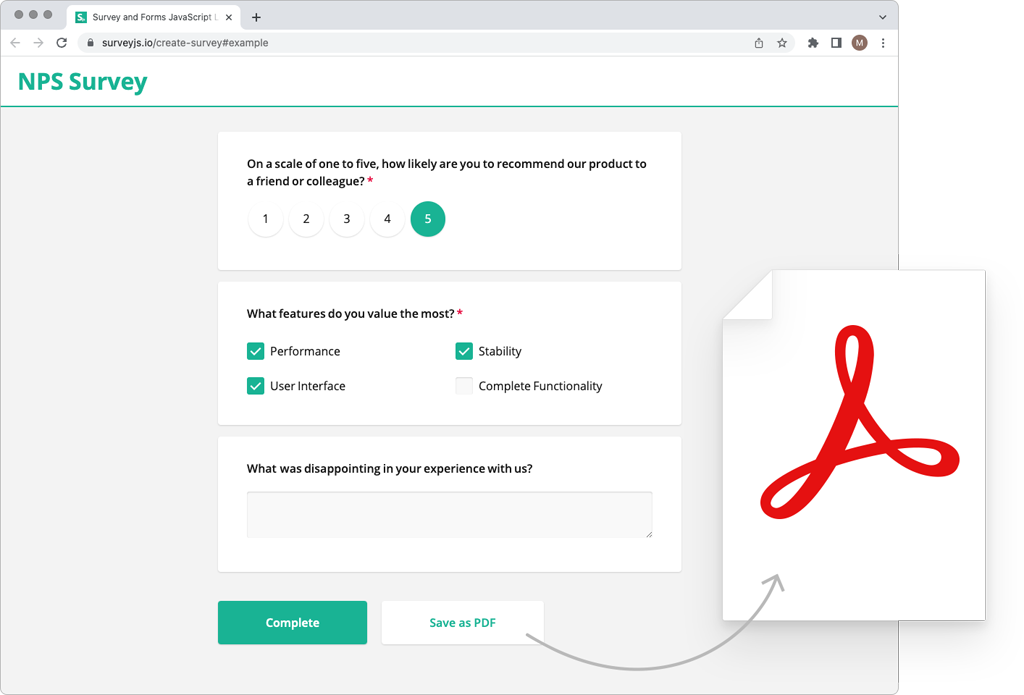 S.
Survey and Forms JavaScript L
surveyjs.io/create-survey#example
M
NPS Survey
On a scale of one to five, how likely are you to recommend our product to
a friend or colleague? *
1 2 3 4 5
What features do you value the most? *
Performance Stability
User Interface Complete Functionality
What was disappointing in your experience with us?
Complete Save as PDF